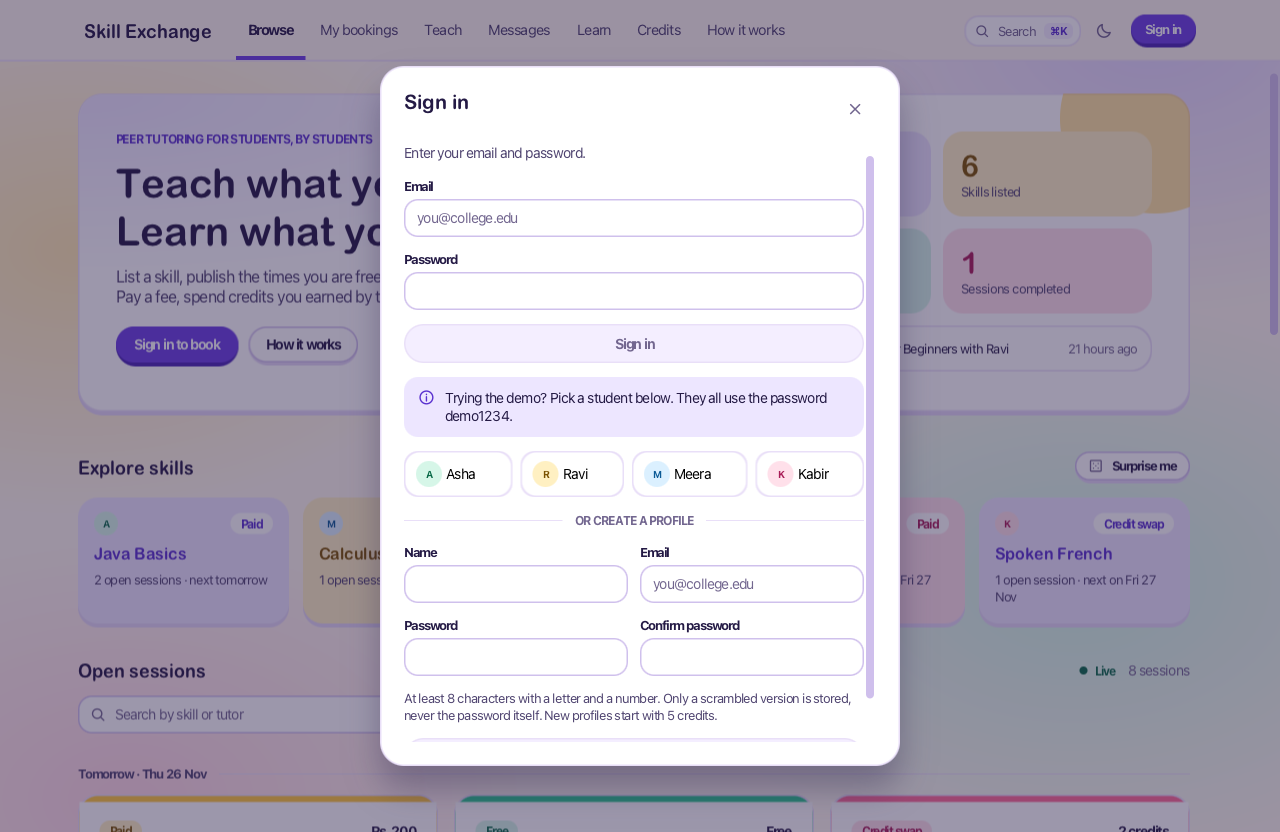 Skill Exchange
Browse
My bookings
Teach
Messages
Learn
Credits
How it works
Search
⌘K
Sign in
PEER TUTORING FOR STUDENTS, BY STUDENTS
Teach what
Learn what
List a skill, publish the times you are free
Pay a fee, spend credits you earned by
Sign in to book
How it works
6
Skills listed
1
Sessions completed
Beginners with Ravi
21 hours ago
Sign in
Enter your email and password.
Email
you@college.edu
Password
Sign in
Trying the demo? Pick a student below. They all use the password
demo1234.
A Asha
R Ravi
M Meera
K Kabir
OR CREATE A PROFILE
Name
Email
you@college.edu
Password
Confirm password
At least 8 characters with a letter and a number. Only a scrambled version is stored,
never the password itself. New profiles start with 5 credits.
Explore skills
Surprise me
A
Paid
Java Basics
2 open sessions · next tomorrow
M
Calculus
1 open
Paid
Fri 27
K
Credit swap
Spoken French
1 open session · next on Fri 27
Nov
Open sessions
Live
8 sessions
Search by skill or tutor
Tomorrow · Thu 26 Nov
Paid
Rs. 200
Free
Free
Credit swap
2 credits